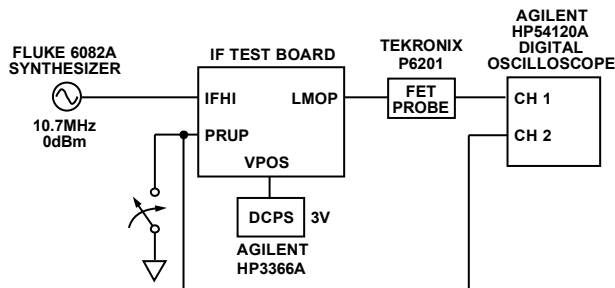 FLUKE 6082A
SYNTHESIZER
10.7MHz
0dBm
IF TEST BOARD
IFHI
LMOP
PRUP
VPOS
DCPS
3V
AGILENT
HP3366A
TEKRONIX
P6201
FET
PROBE
AGILENT
HP54120A
DIGITAL
OSCILLOSCOPE
CH 1
CH 2